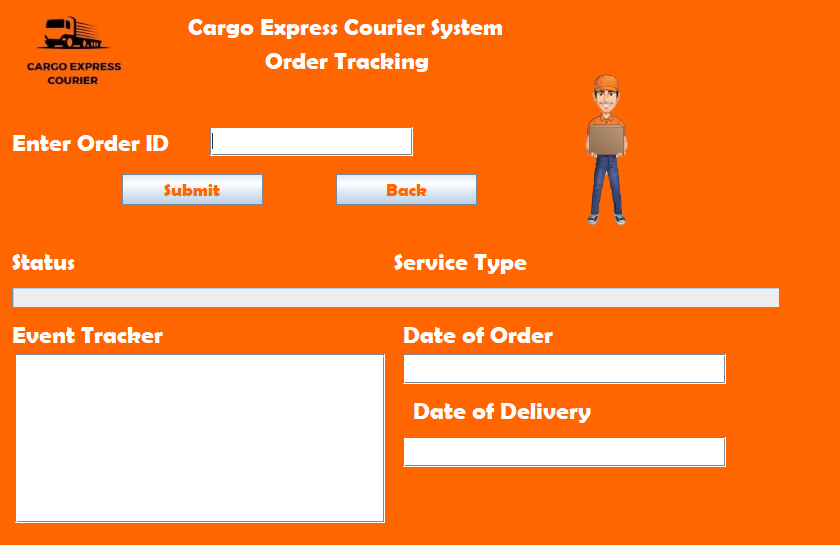 CARGO EXPRESS
COURIER
Cargo Express Courier System
Order Tracking
Enter Order ID
Submit
Back
Status
Service Type
Event Tracker
Date of Order
Date of Delivery